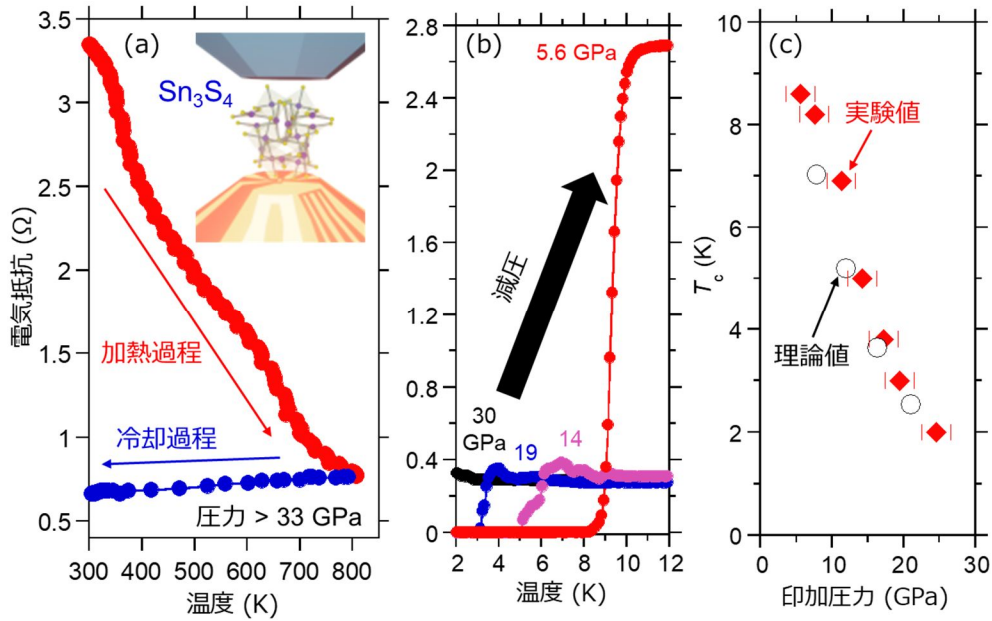 (a)
Sn3S4
電気抵抗 (Ω)
3.5
3
2.5
2
1.5
1
0.5
加熱過程
冷却過程
圧力 > 33 GPa
300 400 500 600 700 800
温度 (K)
(b)
5.6 GPa
2.8
2.4
2
1.6
1.2
0.8
0.4
0
減圧
30
GPa
19
14
2 4 6 8 10 12
温度 (K)
(c)
Tc (K)
10
8
6
4
2
0
実験値
理論値
0 10 20 30
印加圧力 (GPa)